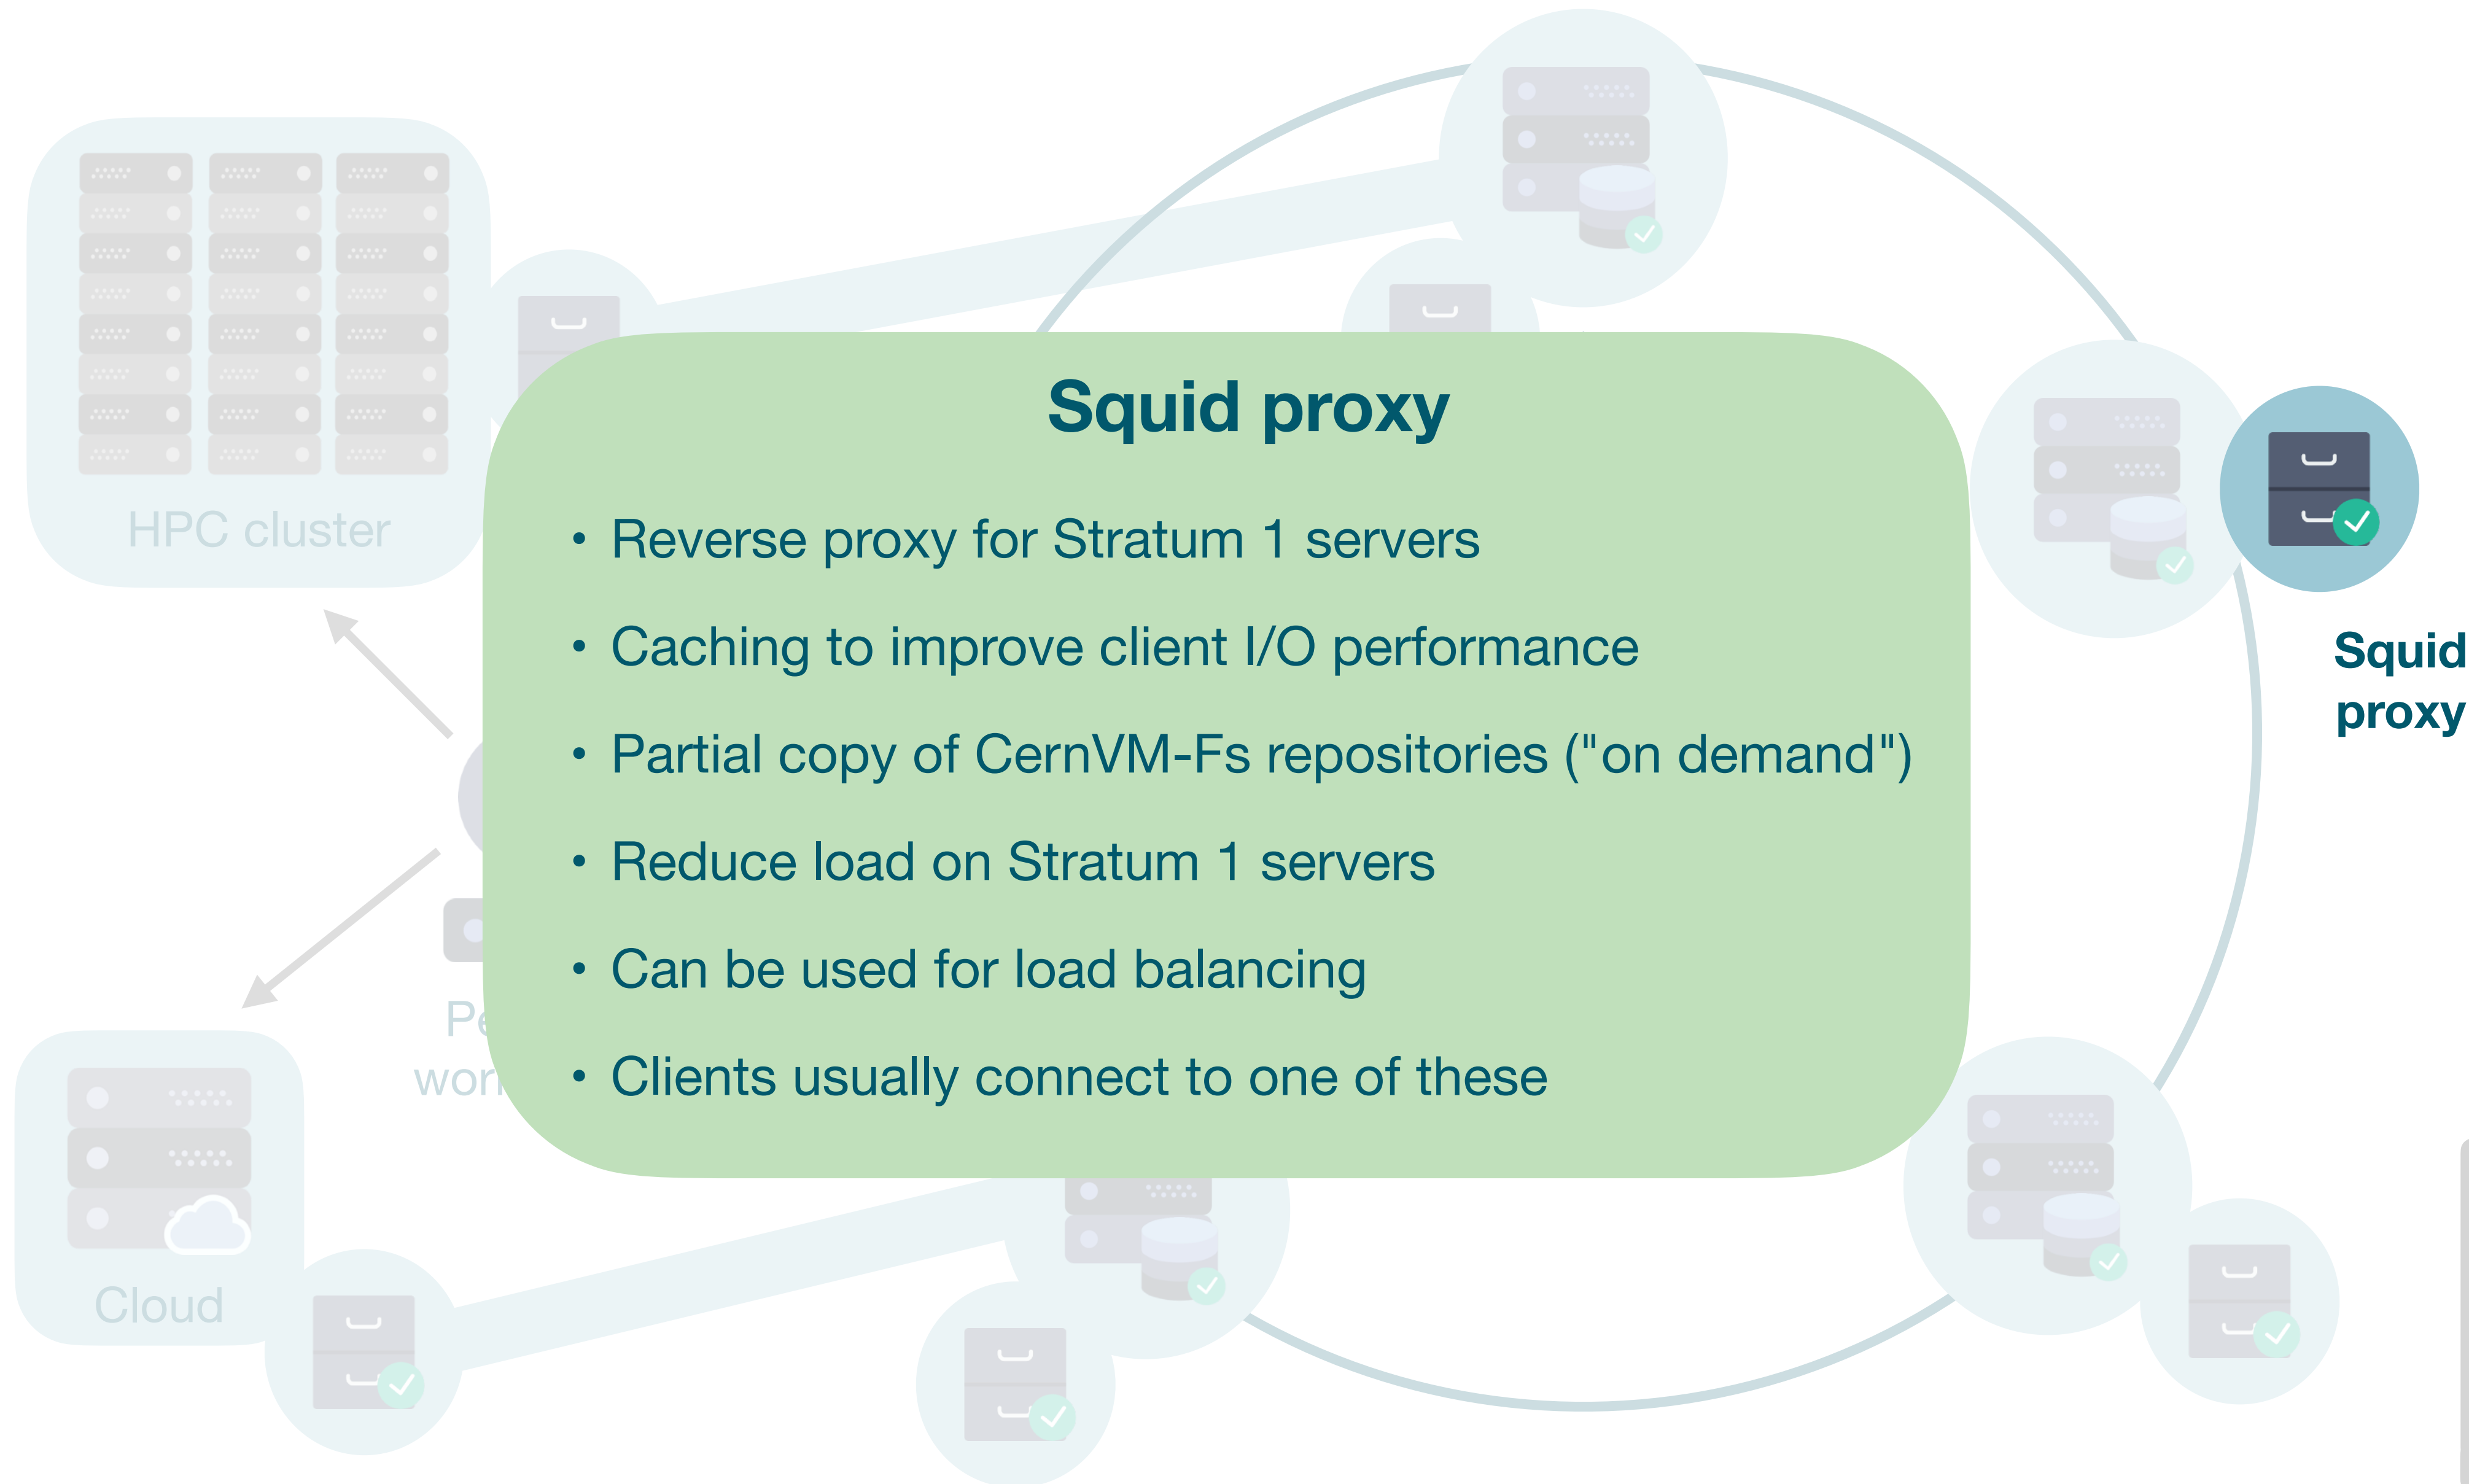 Squid proxy
• Reverse proxy for Stratum 1 servers
• Caching to improve client I/O performance
• Partial copy of CernVM-Fs repositories ("on demand")
• Reduce load on Stratum 1 servers
• Can be used for load balancing
• Clients usually connect to one of these
HPC cluster
Cloud
Squid
proxy